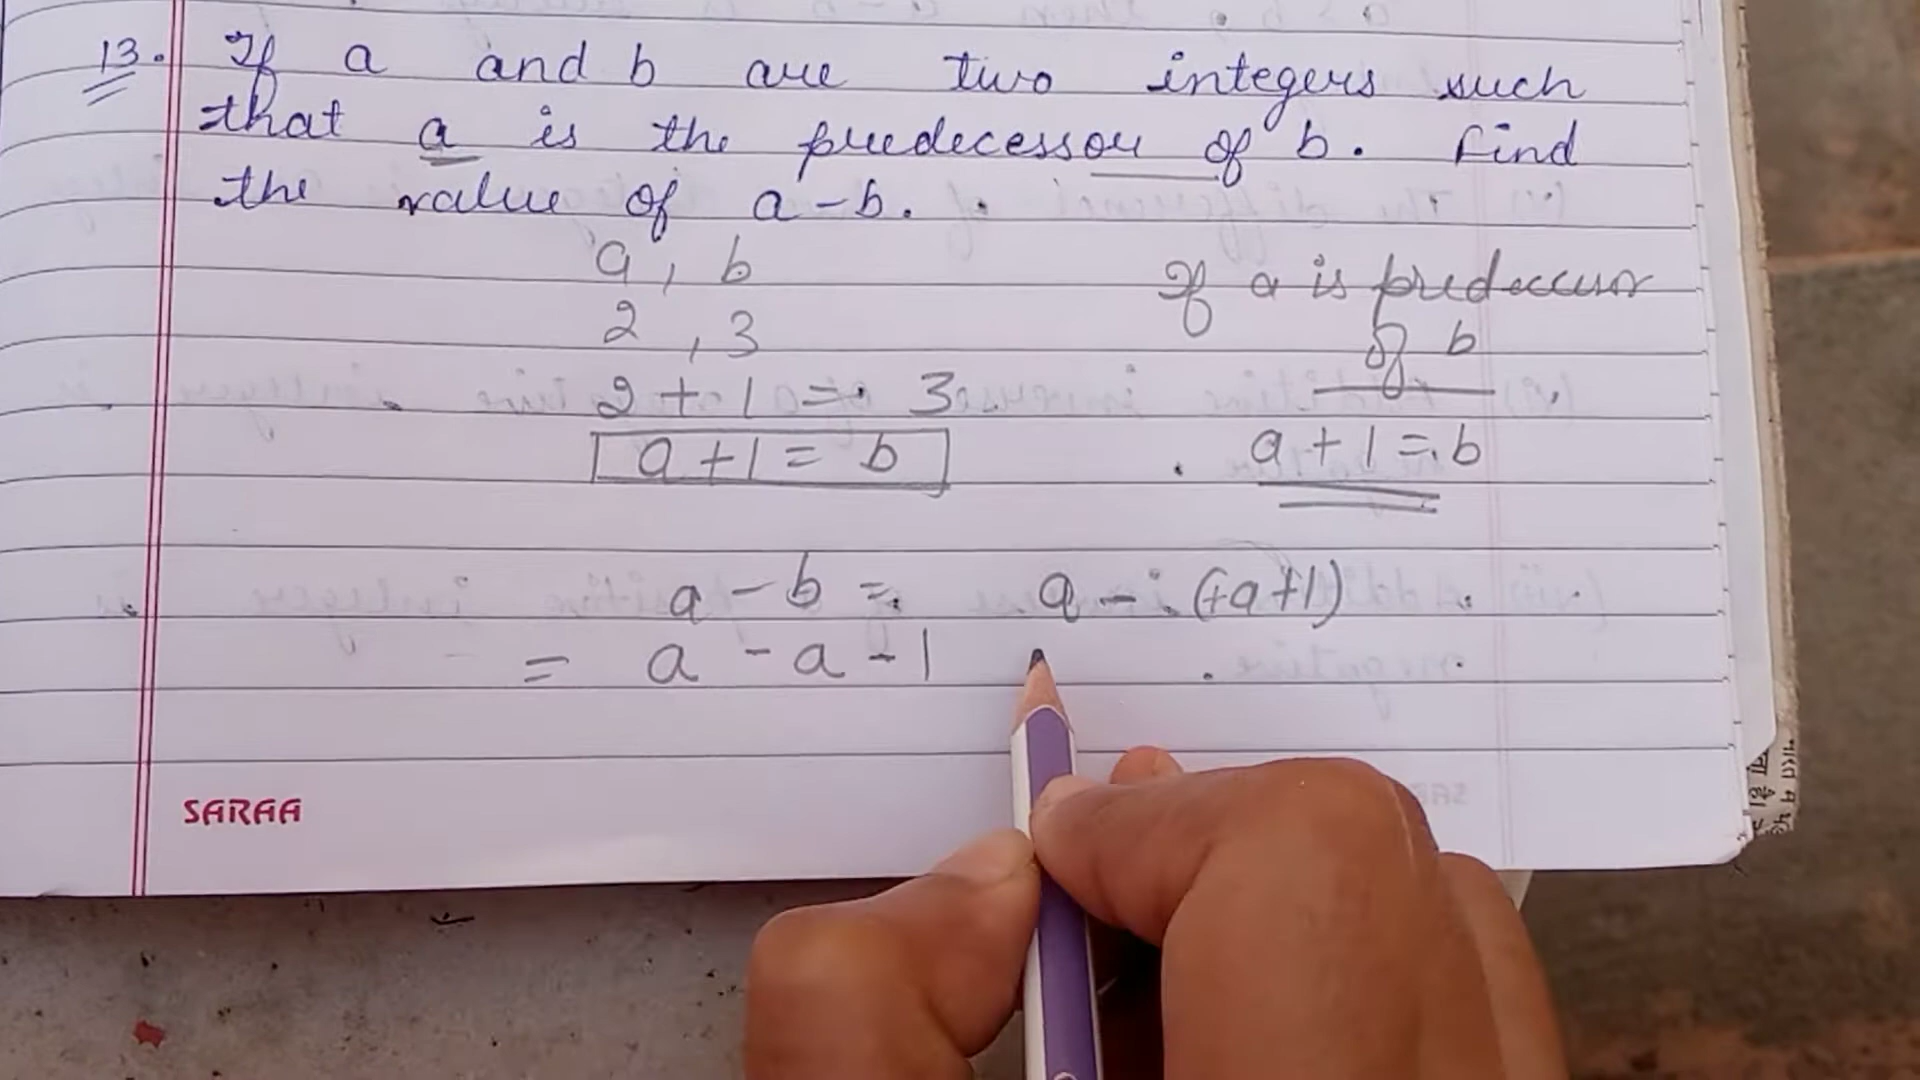 13. If a and b are two integers such
that a is the predecessor of b. Find
the value of a-b.
a, b
2, 3
2 + 1 = 3
a + 1 = b
If a is predeccusor
of b
a + 1 = b
a - b = a - (+a+1)
= a - a - 1
SARAA